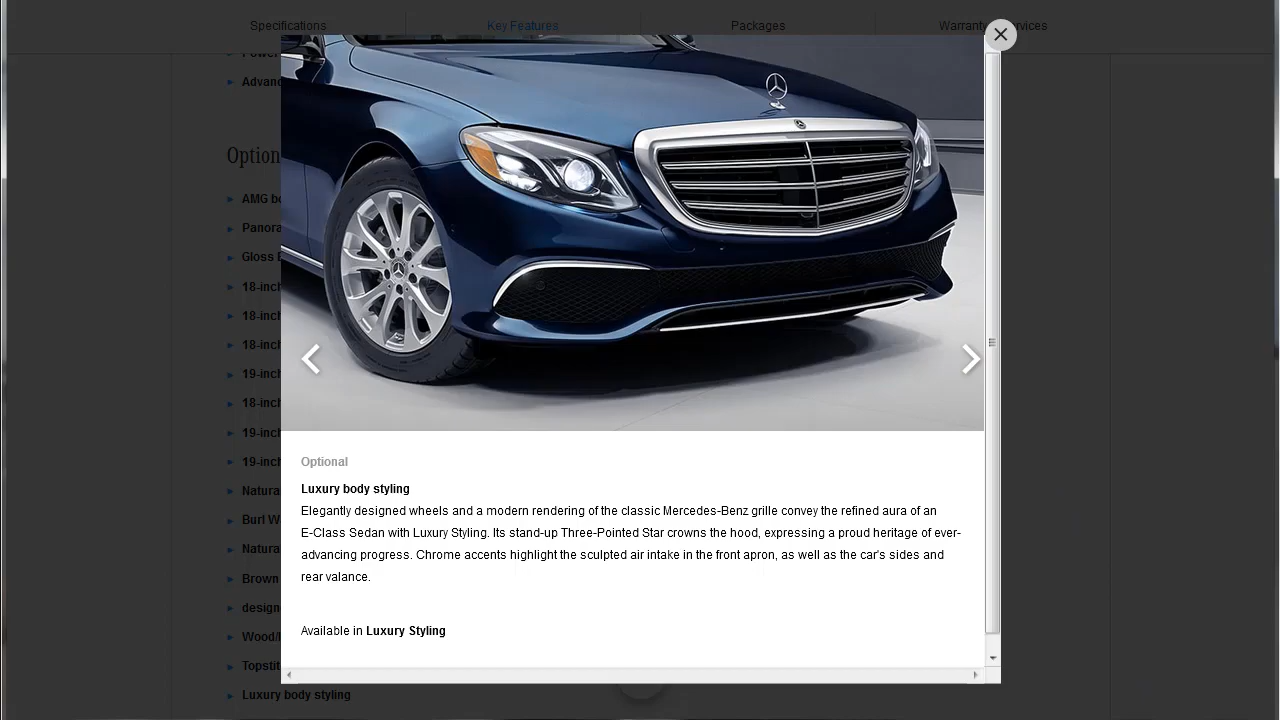 Specifications
Key Features
Packages
Warranty
rvices
Power
Advanc
Option
AMG bo
Panora
Gloss B
18-inch
18-inch
18-inch
19-inch
18-inch
19-inch
19-inch
Natura
Burl W
Natura
Brown
designo
Wood/l
Topstit
Luxury body styling
Optional
Luxury body styling
Elegantly designed wheels and a modern rendering of the classic Mercedes-Benz grille convey the refined aura of an
E-Class Sedan with Luxury Styling. Its stand-up Three-Pointed Star crowns the hood, expressing a proud heritage of ever-
advancing progress. Chrome accents highlight the sculpted air intake in the front apron, as well as the car's sides and
rear valance.
Available in Luxury Styling